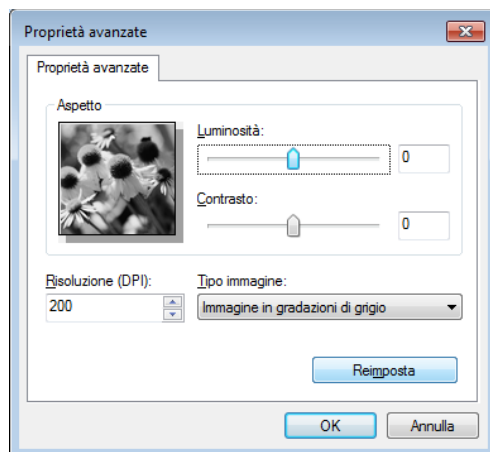 Proprietà avanzate
Proprietà avanzate
Aspetto
Luminosità:
0
Contrasto:
0
Risoluzione (DPI):
Tipo immagine:
200
Immagine in gradazioni di grigio
Reimposta
OK
Annulla